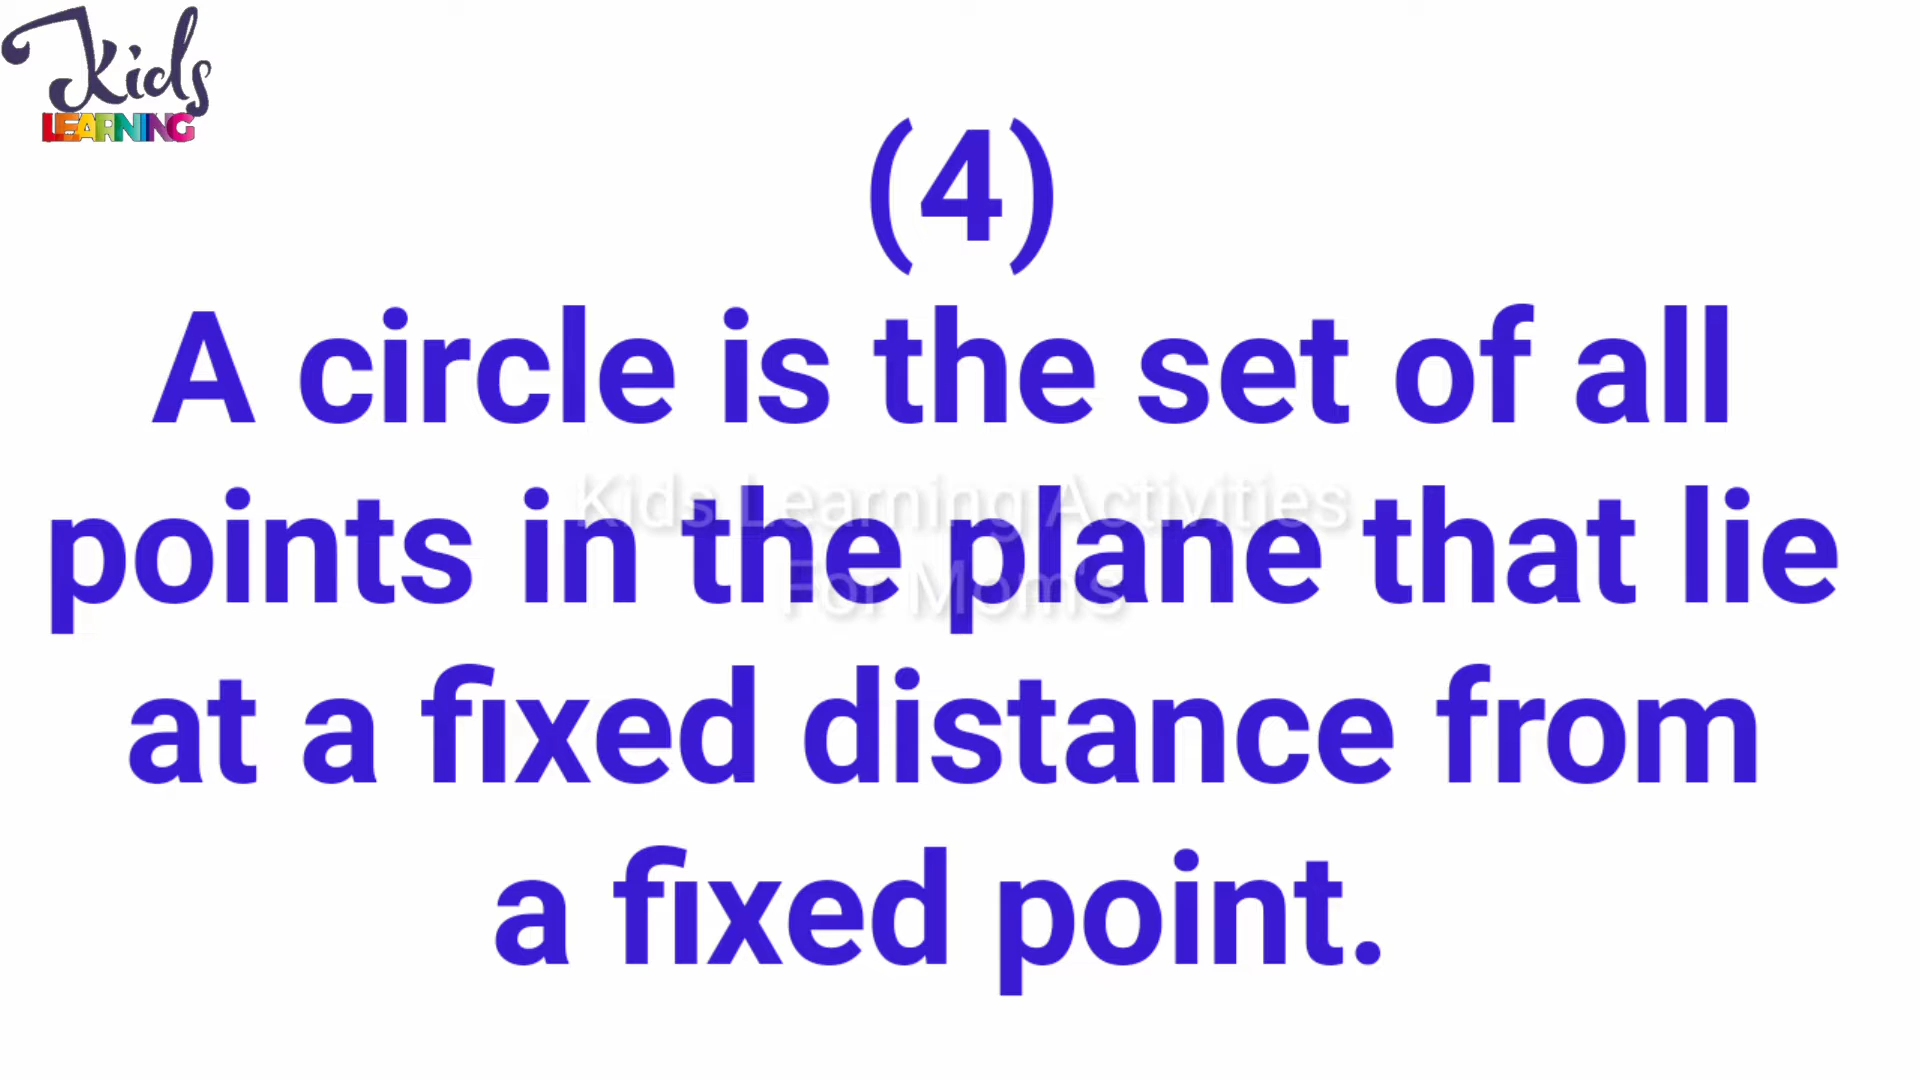 Kids
LEARNING
(4)
A circle is the set of all
points in the plane that lie
Kids Learning Activities
For Mom's
at a fixed distance from
a fixed point.